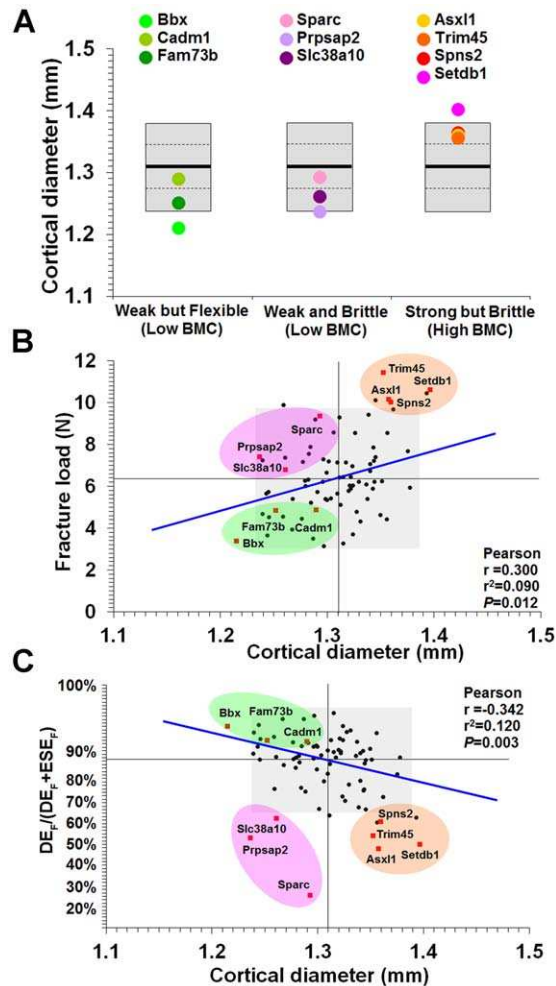 A
Bbx
Cadm1
Fam73b
Sparc
Prpsap2
Slc38a10
Asxl1
Trim45
Spns2
Setdb1
Cortical diameter (mm)
1.5
1.4
1.3
1.2
1.1
Weak but Flexible
(Low BMC)
Weak and Brittle
(Low BMC)
Strong but Brittle
(High BMC)
B
Fracture load (N)
14
12
10
8
6
4
2
0
Trim45
Setdb1
Asxl1
Spns2
Sparc
Prpsap2
Slc38a10
Fam73b
Cadm1
Bbx
Pearson
r =0.300
r²=0.090
P=0.012
1.1 1.2 1.3 1.4 1.5
Cortical diameter (mm)
C
DEF/(DEF+ESEF)
100%
90%
80%
70%
60%
50%
40%
30%
20%
Bbx
Fam73b
Cadm1
Pearson
r =-0.342
r²=0.120
P=0.003
Slc38a10
Prpsap2
Sparc
Spns2
Trim45
Asxl1
Setdb1
1.1 1.2 1.3 1.4 1.5
Cortical diameter (mm)